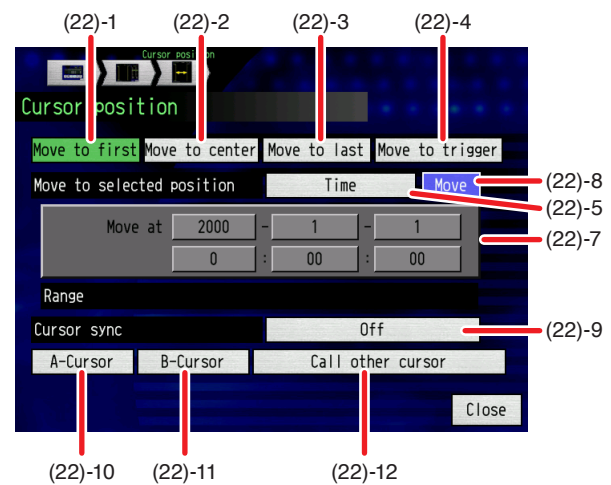 (22)-1 (22)-2 (22)-3 (22)-4
Cursor position
Cursor position
Move to first Move to center Move to last Move to trigger
Move to selected position Time Move (22)-8
(22)-5
Move at 2000 - 1 - 1 (22)-7
0 : 00 : 00
Range
Cursor sync Off (22)-9
A-Cursor B-Cursor Call other cursor
Close
(22)-10 (22)-11 (22)-12